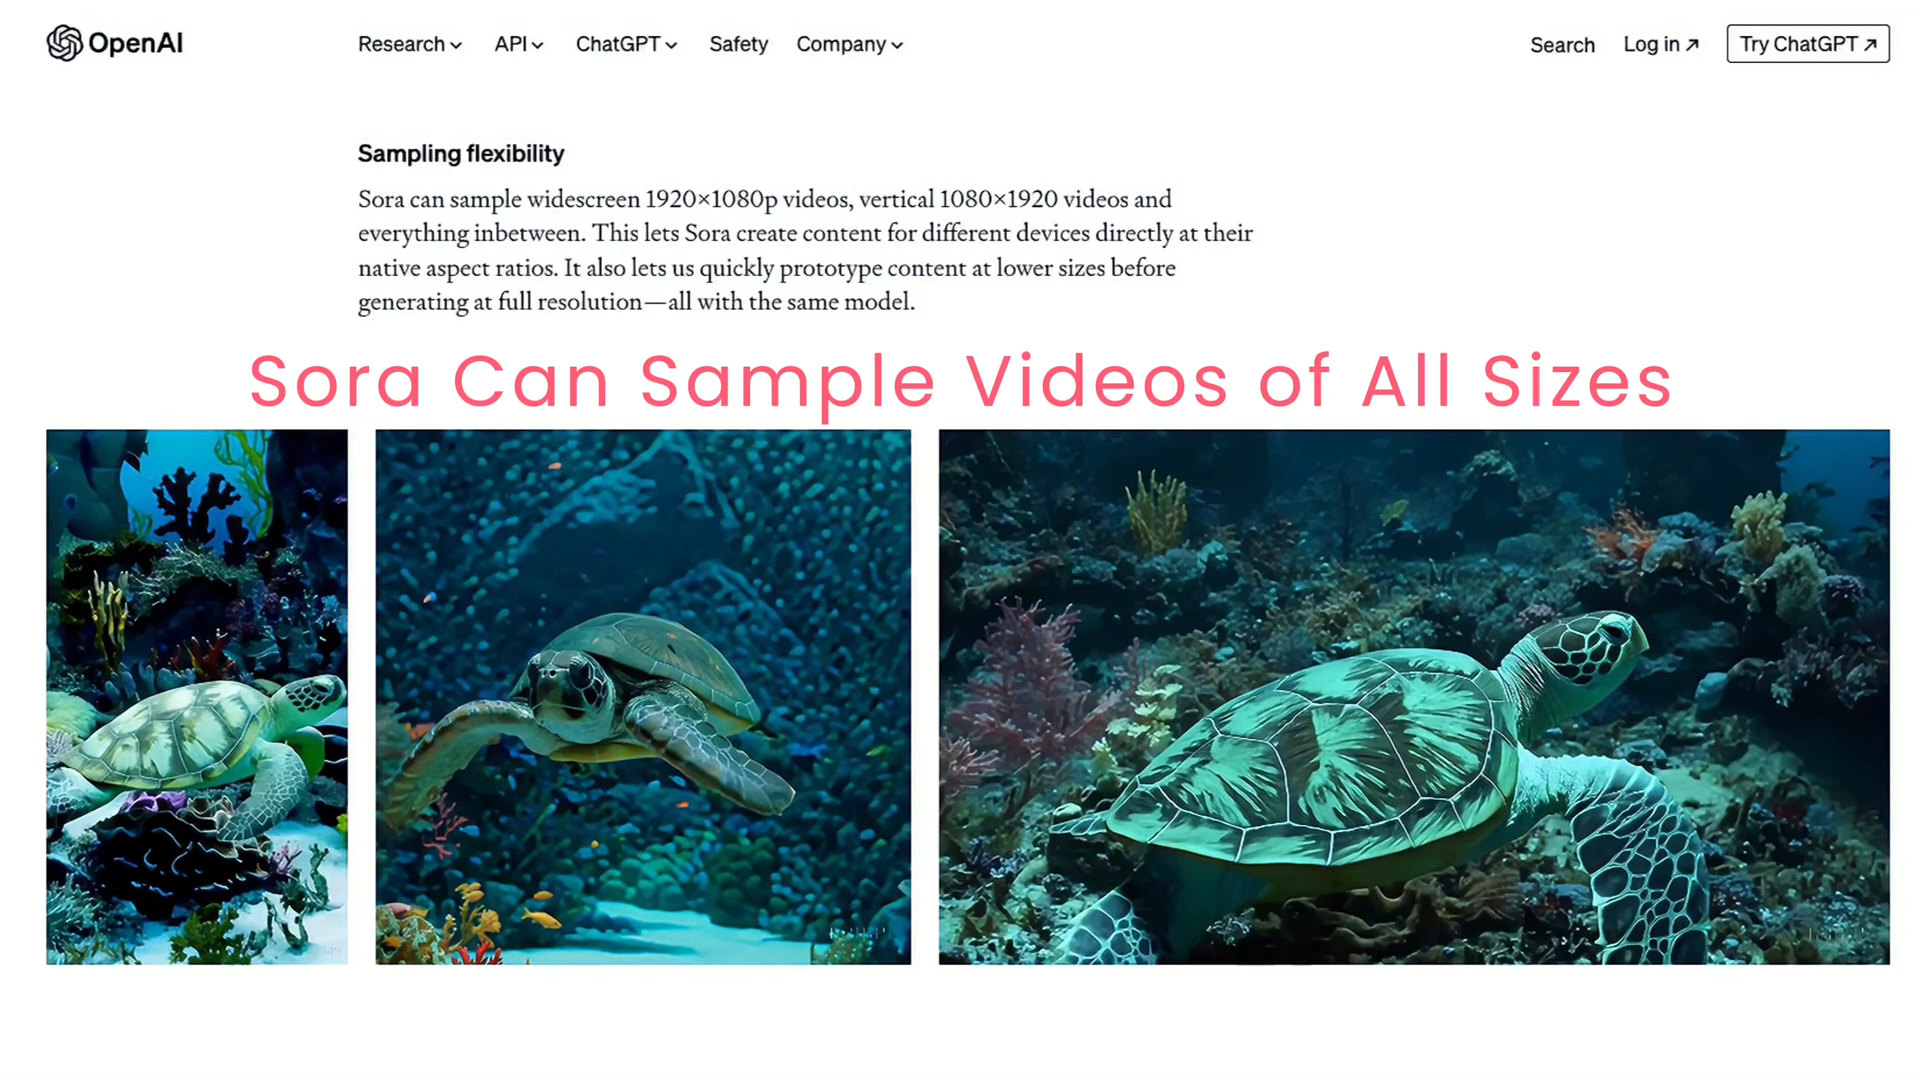 OpenAI
Research
API
ChatGPT
Safety
Company
Search
Log in ↗
Try ChatGPT ↗
Sampling flexibility
Sora can sample widescreen 1920×1080p videos, vertical 1080×1920 videos and
everything inbetween. This lets Sora create content for different devices directly at their
native aspect ratios. It also lets us quickly prototype content at lower sizes before
generating at full resolution—all with the same model.
Sora Can Sample Videos of All Sizes